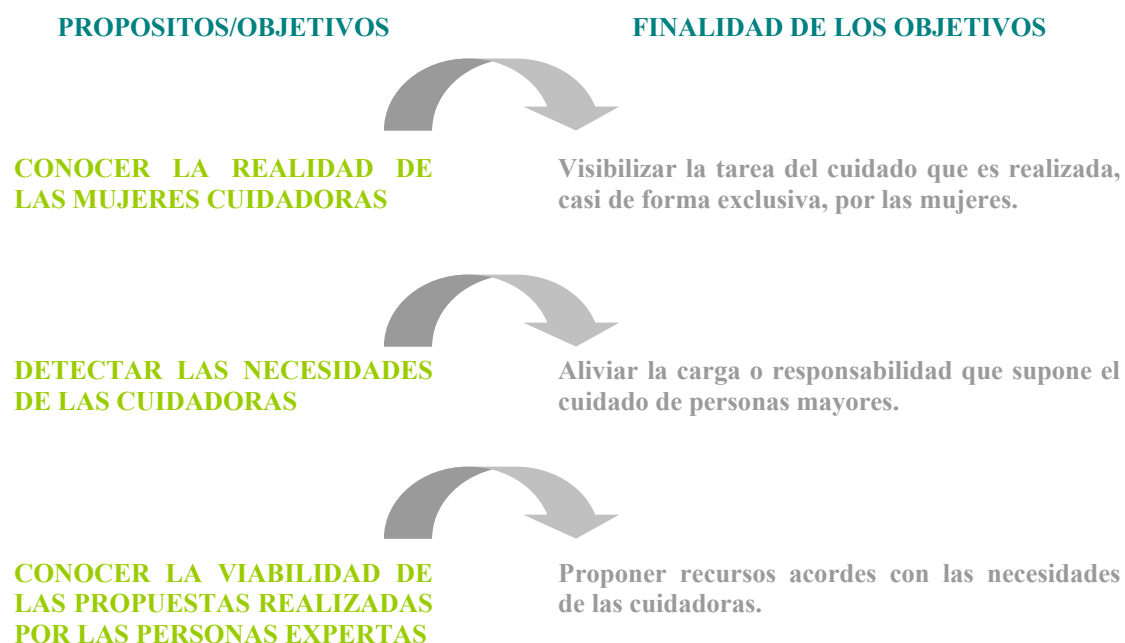 PROPOSITOS/OBJETIVOS
FINALIDAD DE LOS OBJETIVOS
CONOCER LA REALIDAD DE
LAS MUJERES CUIDADORAS
Visibilizar la tarea del cuidado que es realizada,
casi de forma exclusiva, por las mujeres.
DETECTAR LAS NECESIDADES
DE LAS CUIDADORAS
Aliviar la carga o responsabilidad que supone el
cuidado de personas mayores.
CONOCER LA VIABILIDAD DE
LAS PROPUESTAS REALIZADAS
POR LAS PERSONAS EXPERTAS
Proponer recursos acordes con las necesidades
de las cuidadoras.